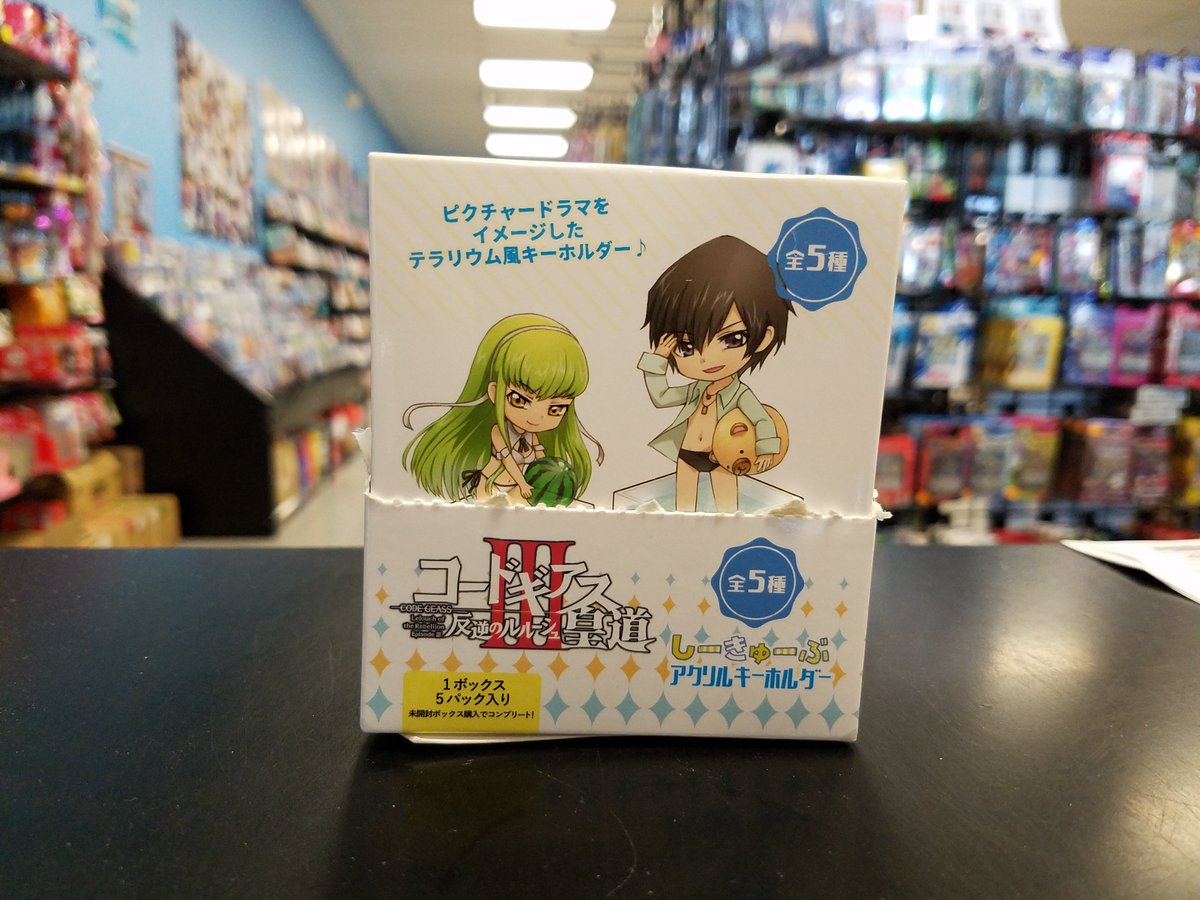 ピクチャードラマを
イメージした
テラリウム風キーホルダー♪
全5種
コードギアス
III
CODE GEASS
Lelouch of
the Rebellion
Episode III
反逆のルルーシュ
皇道
全5種
しーきゅーぶ
アクリルキーホルダー
1ボックス
5パック入り
未開封ボックス購入でコンプリート!